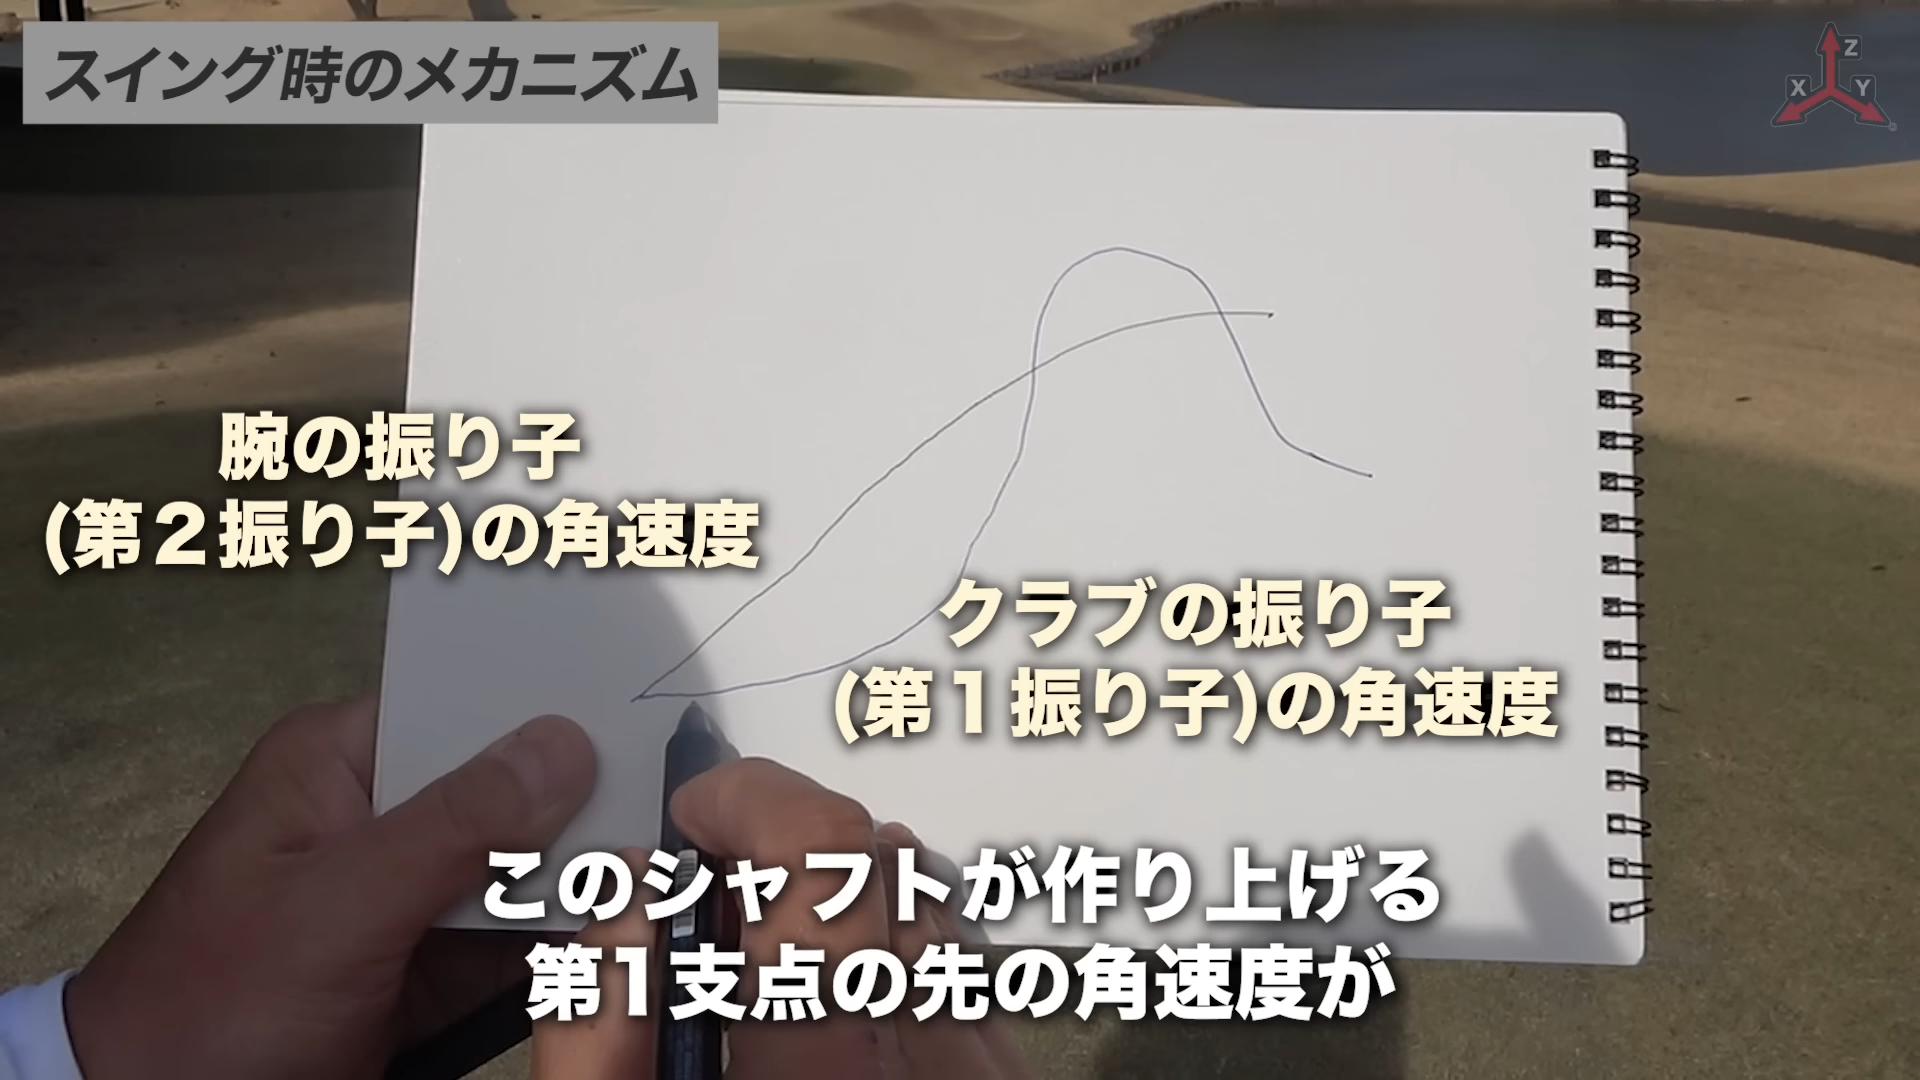 スイング時のメカニズム
Z
X
Y
腕の振り子
(第２振り子)の角速度
クラブの振り子
(第１振り子)の角速度
このシャフトが作り上げる
第1支点の先の角速度が